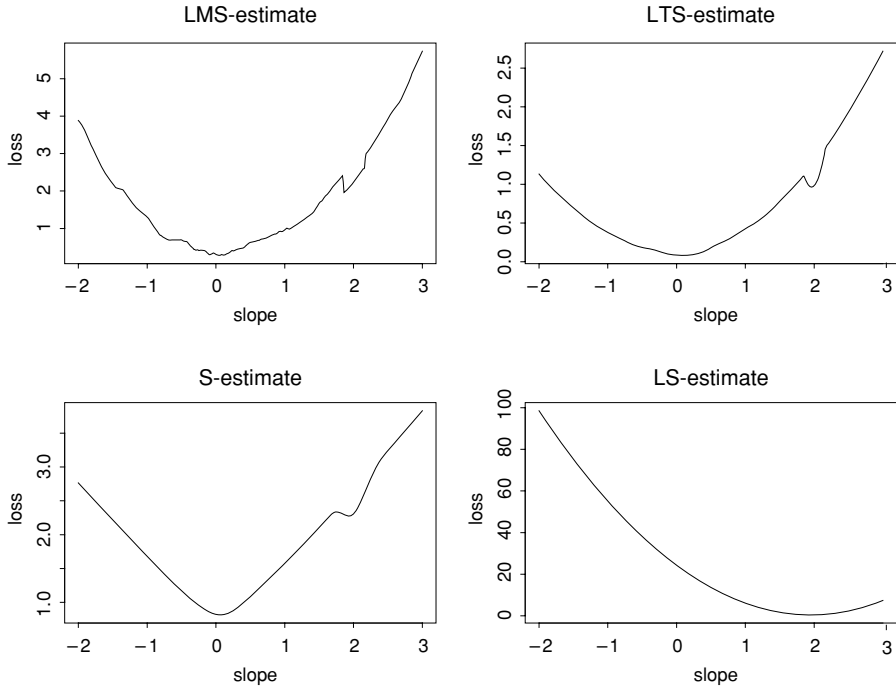 LMS-estimate
loss
5
4
3
2
1
−2 −1 0 1 2 3
slope
LTS-estimate
loss
2.5
2.0
1.5
1.0
0.5
0.0
−2 −1 0 1 2 3
slope
S-estimate
loss
3.0
2.0
1.0
−2 −1 0 1 2 3
slope
LS-estimate
loss
100
80
60
40
20
0
−2 −1 0 1 2 3
slope